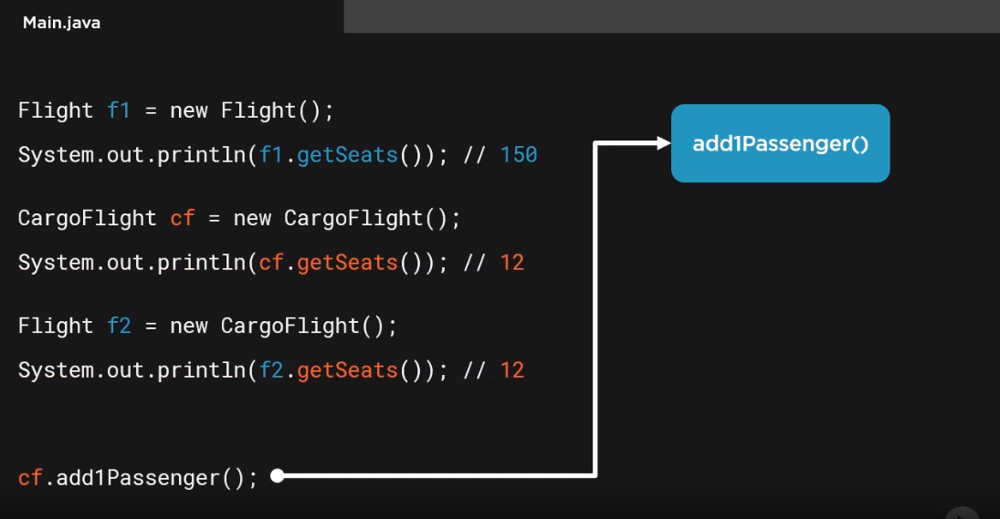 Main.java
Flight f1 = new Flight();
System.out.println(f1.getSeats()); // 150
CargoFlight cf = new CargoFlight();
System.out.println(cf.getSeats()); // 12
Flight f2 = new CargoFlight();
System.out.println(f2.getSeats()); // 12
cf.add1Passenger();
add1Passenger()